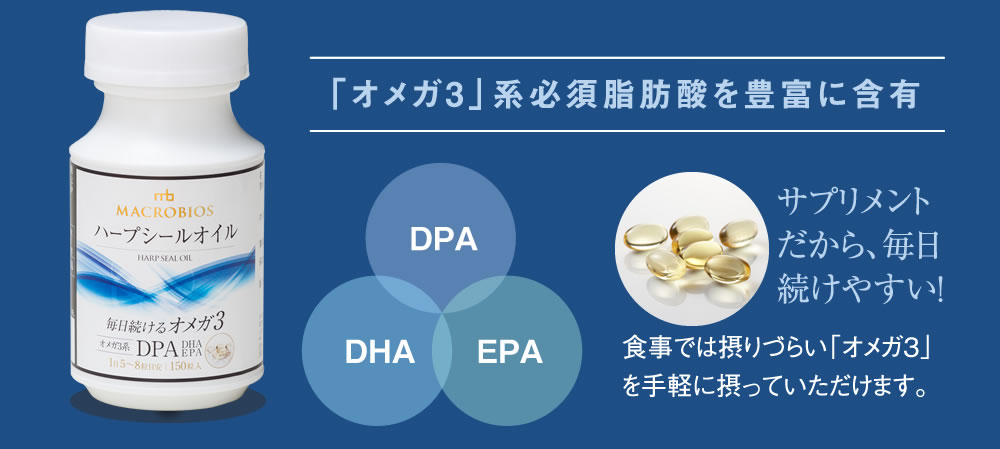 「オメガ3」系必須脂肪酸を豊富に含有
mb
MACROBIOS
ハープシールオイル
HARP SEAL OIL
毎日続けるオメガ3
オメガ3系 DPA DHA EPA
1日5〜8粒目安 | 150粒入
DPA
DHA
EPA
サプリメント
だから、毎日
続けやすい!
食事では摂りづらい「オメガ3」
を手軽に摂っていただけます。